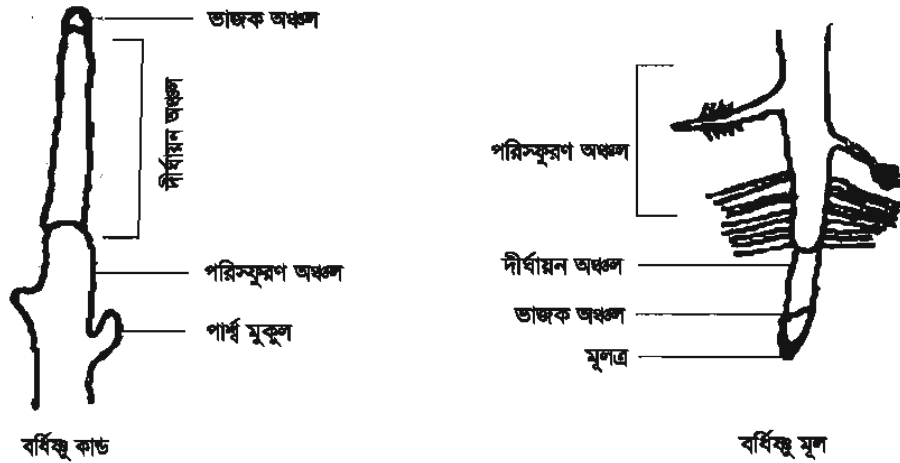 ভাজক অঞ্চল
দীর্ঘায়ন অঞ্চল
পরিস্ফুরণ অঞ্চল
পার্শ্ব মুকুল
বর্ধিষ্ণু কান্ড
পরিস্ফুরণ অঞ্চল
দীর্ঘায়ন অঞ্চল
ভাজক অঞ্চল
মূলত্র
বর্ধিষ্ণু মূল